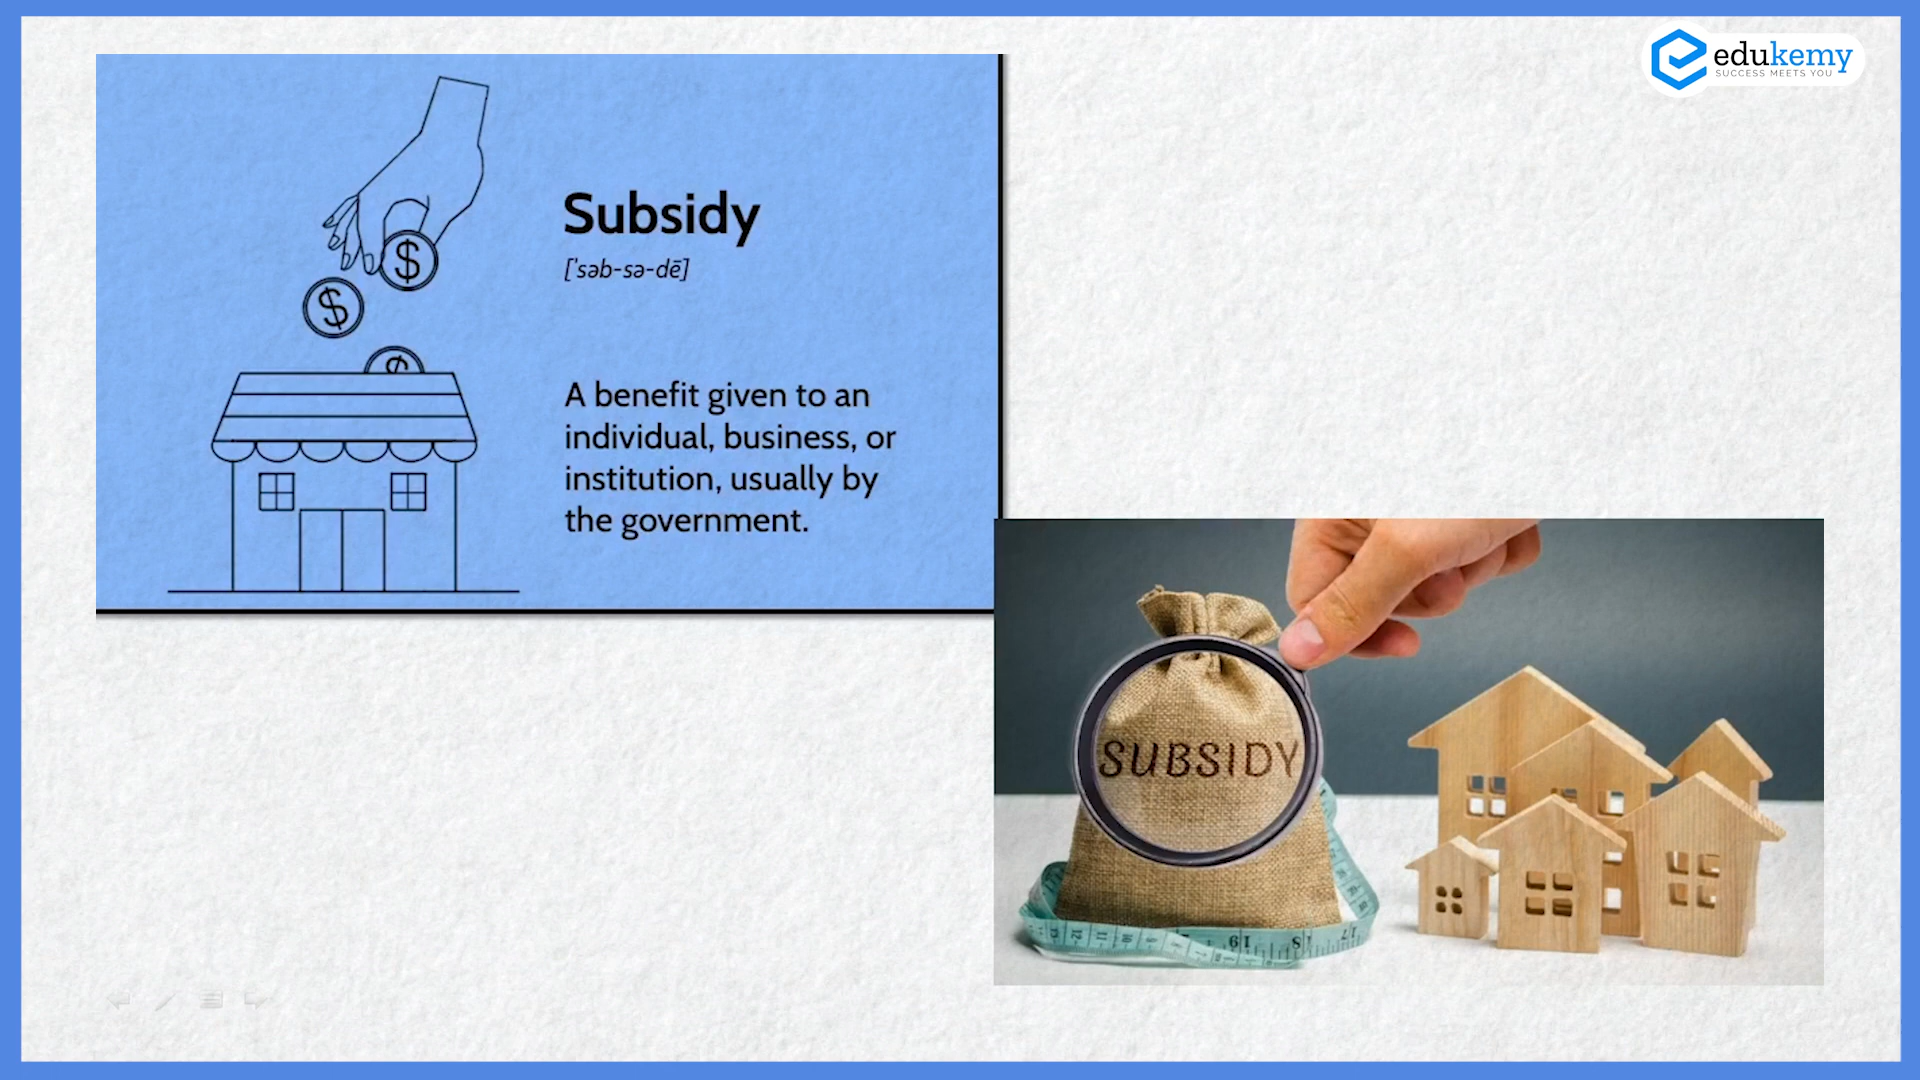 edukemy
SUCCESS MEETS YOU
Subsidy
['səb-sə-dē]
A benefit given to an
individual, business, or
institution, usually by
the government.
$
$
SUBSIDY